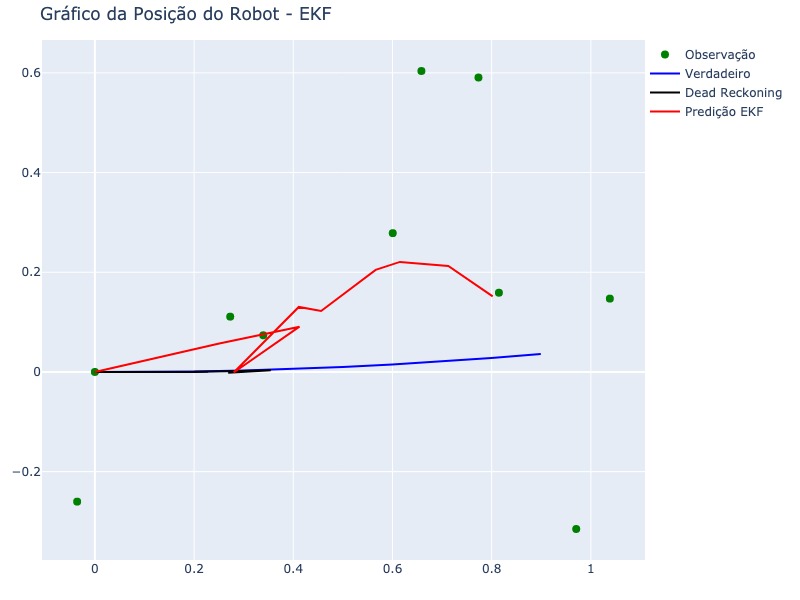 Gráfico da Posição do Robot - EKF
Observação
Verdadeiro
Dead Reckoning
Predição EKF
0.6
0.4
0.2
0
−0.2
0 0.2 0.4 0.6 0.8 1